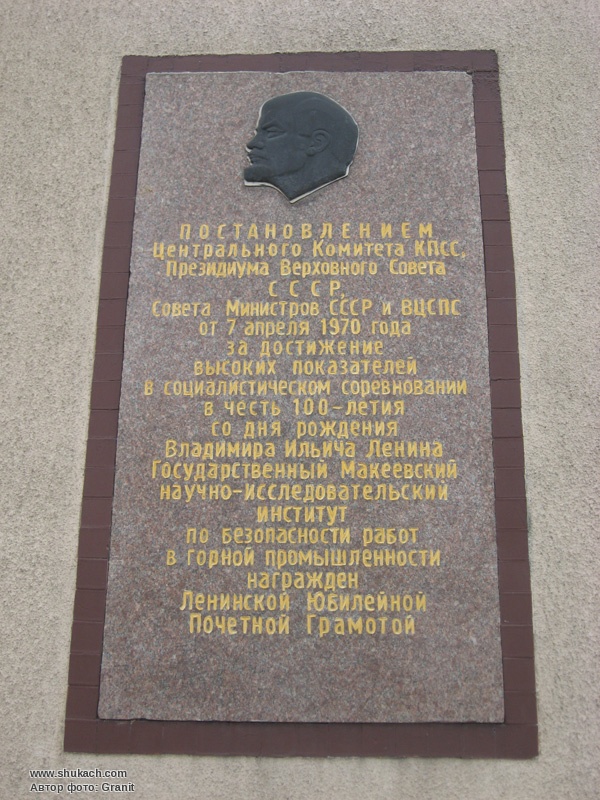 ПОСТАНОВЛЕНИЕМ
Центрального Комитета КПСС,
Президиума Верховного Совета
СССР,
Совета Министров СССР и ВЦСПС
от 7 апреля 1970 года
за достижение
высоких показателей
в социалистическом соревновании
в честь 100-летия
со дня рождения
Владимира Ильича Ленина
Государственный Макеевский
научно-исследовательский
институт
по безопасности работ
в горной промышленности
награжден
Ленинской Юбилейной
Почетной Грамотой
www.shukach.com
Автор фото: Granit